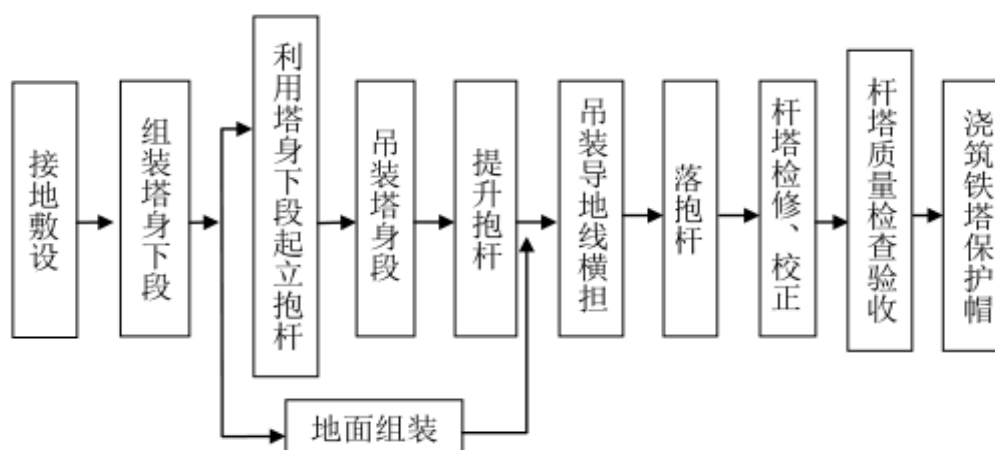 接地敷设
组装塔身下段
利用塔身下段起立抱杆
吊装塔身段
提升抱杆
吊装导地线横担
落抱杆
杆塔检修、校正
杆塔质量检查验收
浇筑铁塔保护帽
地面组装